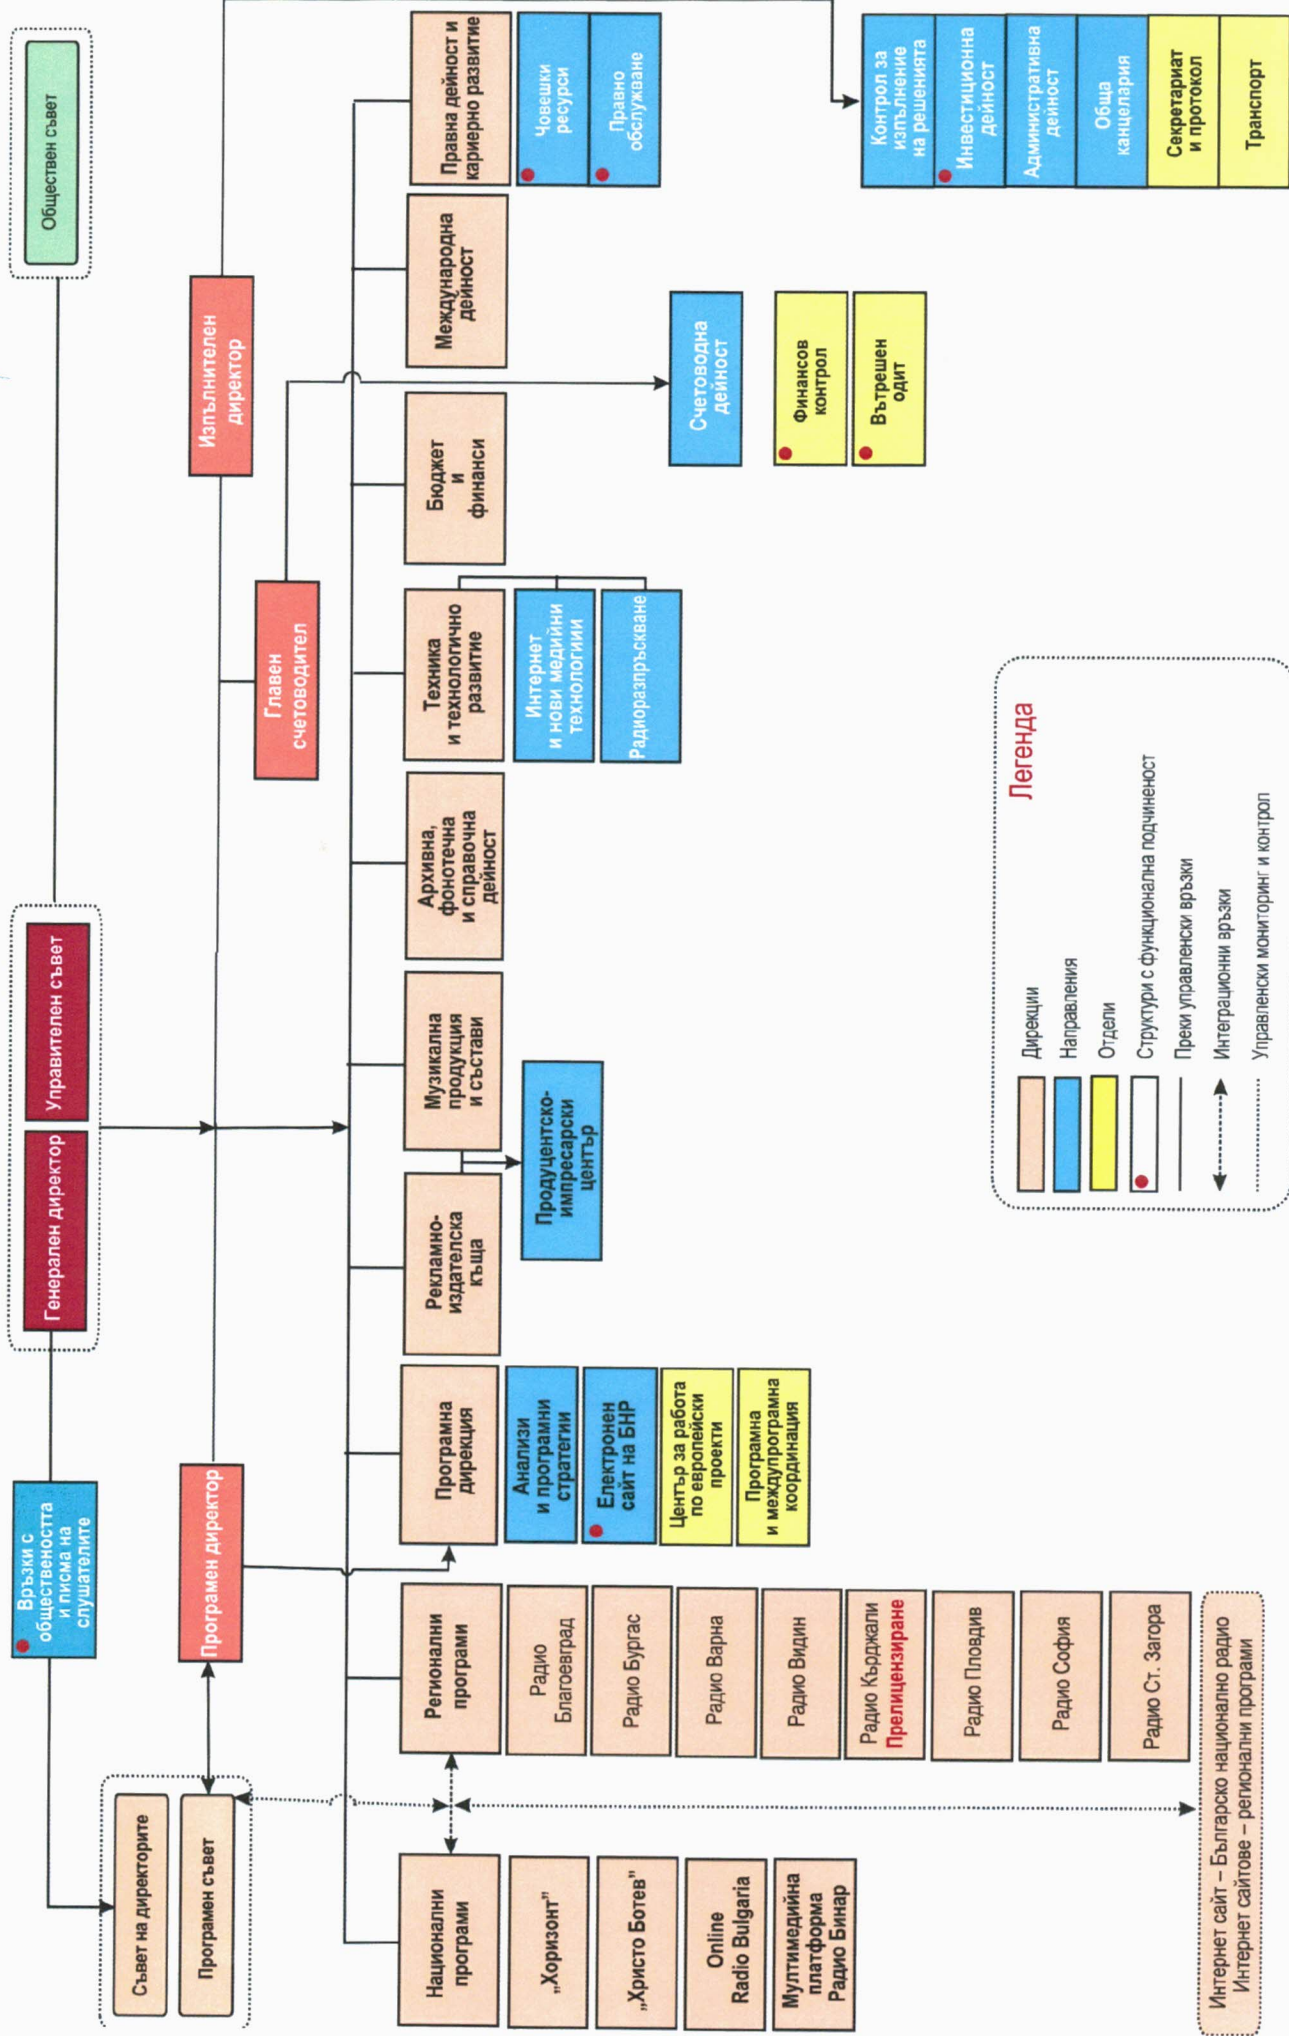 Обществен съвет
Генерален директор
Управителен съвет
Връзки с
обществеността
и писма на
слушателите
Съвет на директорите
Програмен съвет
Програмен директор
Изпълнителен
директор
Главен
счетоводител
Национални
програми
„Хоризонт”
„Христо Ботев”
Online
Radio Bulgaria
Мултимедийна
платформа
Радио Бинар
Регионални
програми
Радио
Благоевград
Радио Бургас
Радио Варна
Радио Видин
Радио Кърджали
Прелицензиране
Радио Пловдив
Радио София
Радио Ст. Загора
Интернет сайт – Българско национално радио
Интернет сайтове – регионални програми
Програмна
дирекция
Анализи
и програмни
стратегии
Електронен
сайт на БНР
Център за работа
по европейски
проекти
Програмна
и междупрограмна
координация
Рекламно-
издателска
къща
Музикална
продукция
и състави
Продуцентско-
импресарски
център
Архивна,
фонотечна
и справочна
дейност
Техника
и технологично
развитие
Интернет
и нови медийни
технологиии
Радиоразпръскване
Бюджет
и
финанси
Международна
дейност
Правна дейност и
кариерно развитие
Човешки
ресурси
Правно
обслужване
Счетоводна
дейност
Финансов
контрол
Вътрешен
одит
Контрол за
изпълнение
на решенията
Инвестиционна
дейност
Административна
дейност
Обща
канцелария
Секретариат
и протокол
Транспорт
Легенда
Дирекции
Направления
Отдели
Структури с функционална подчиненост
Преки управленски връзки
Интеграционни връзки
Управленски мониторинг и контрол